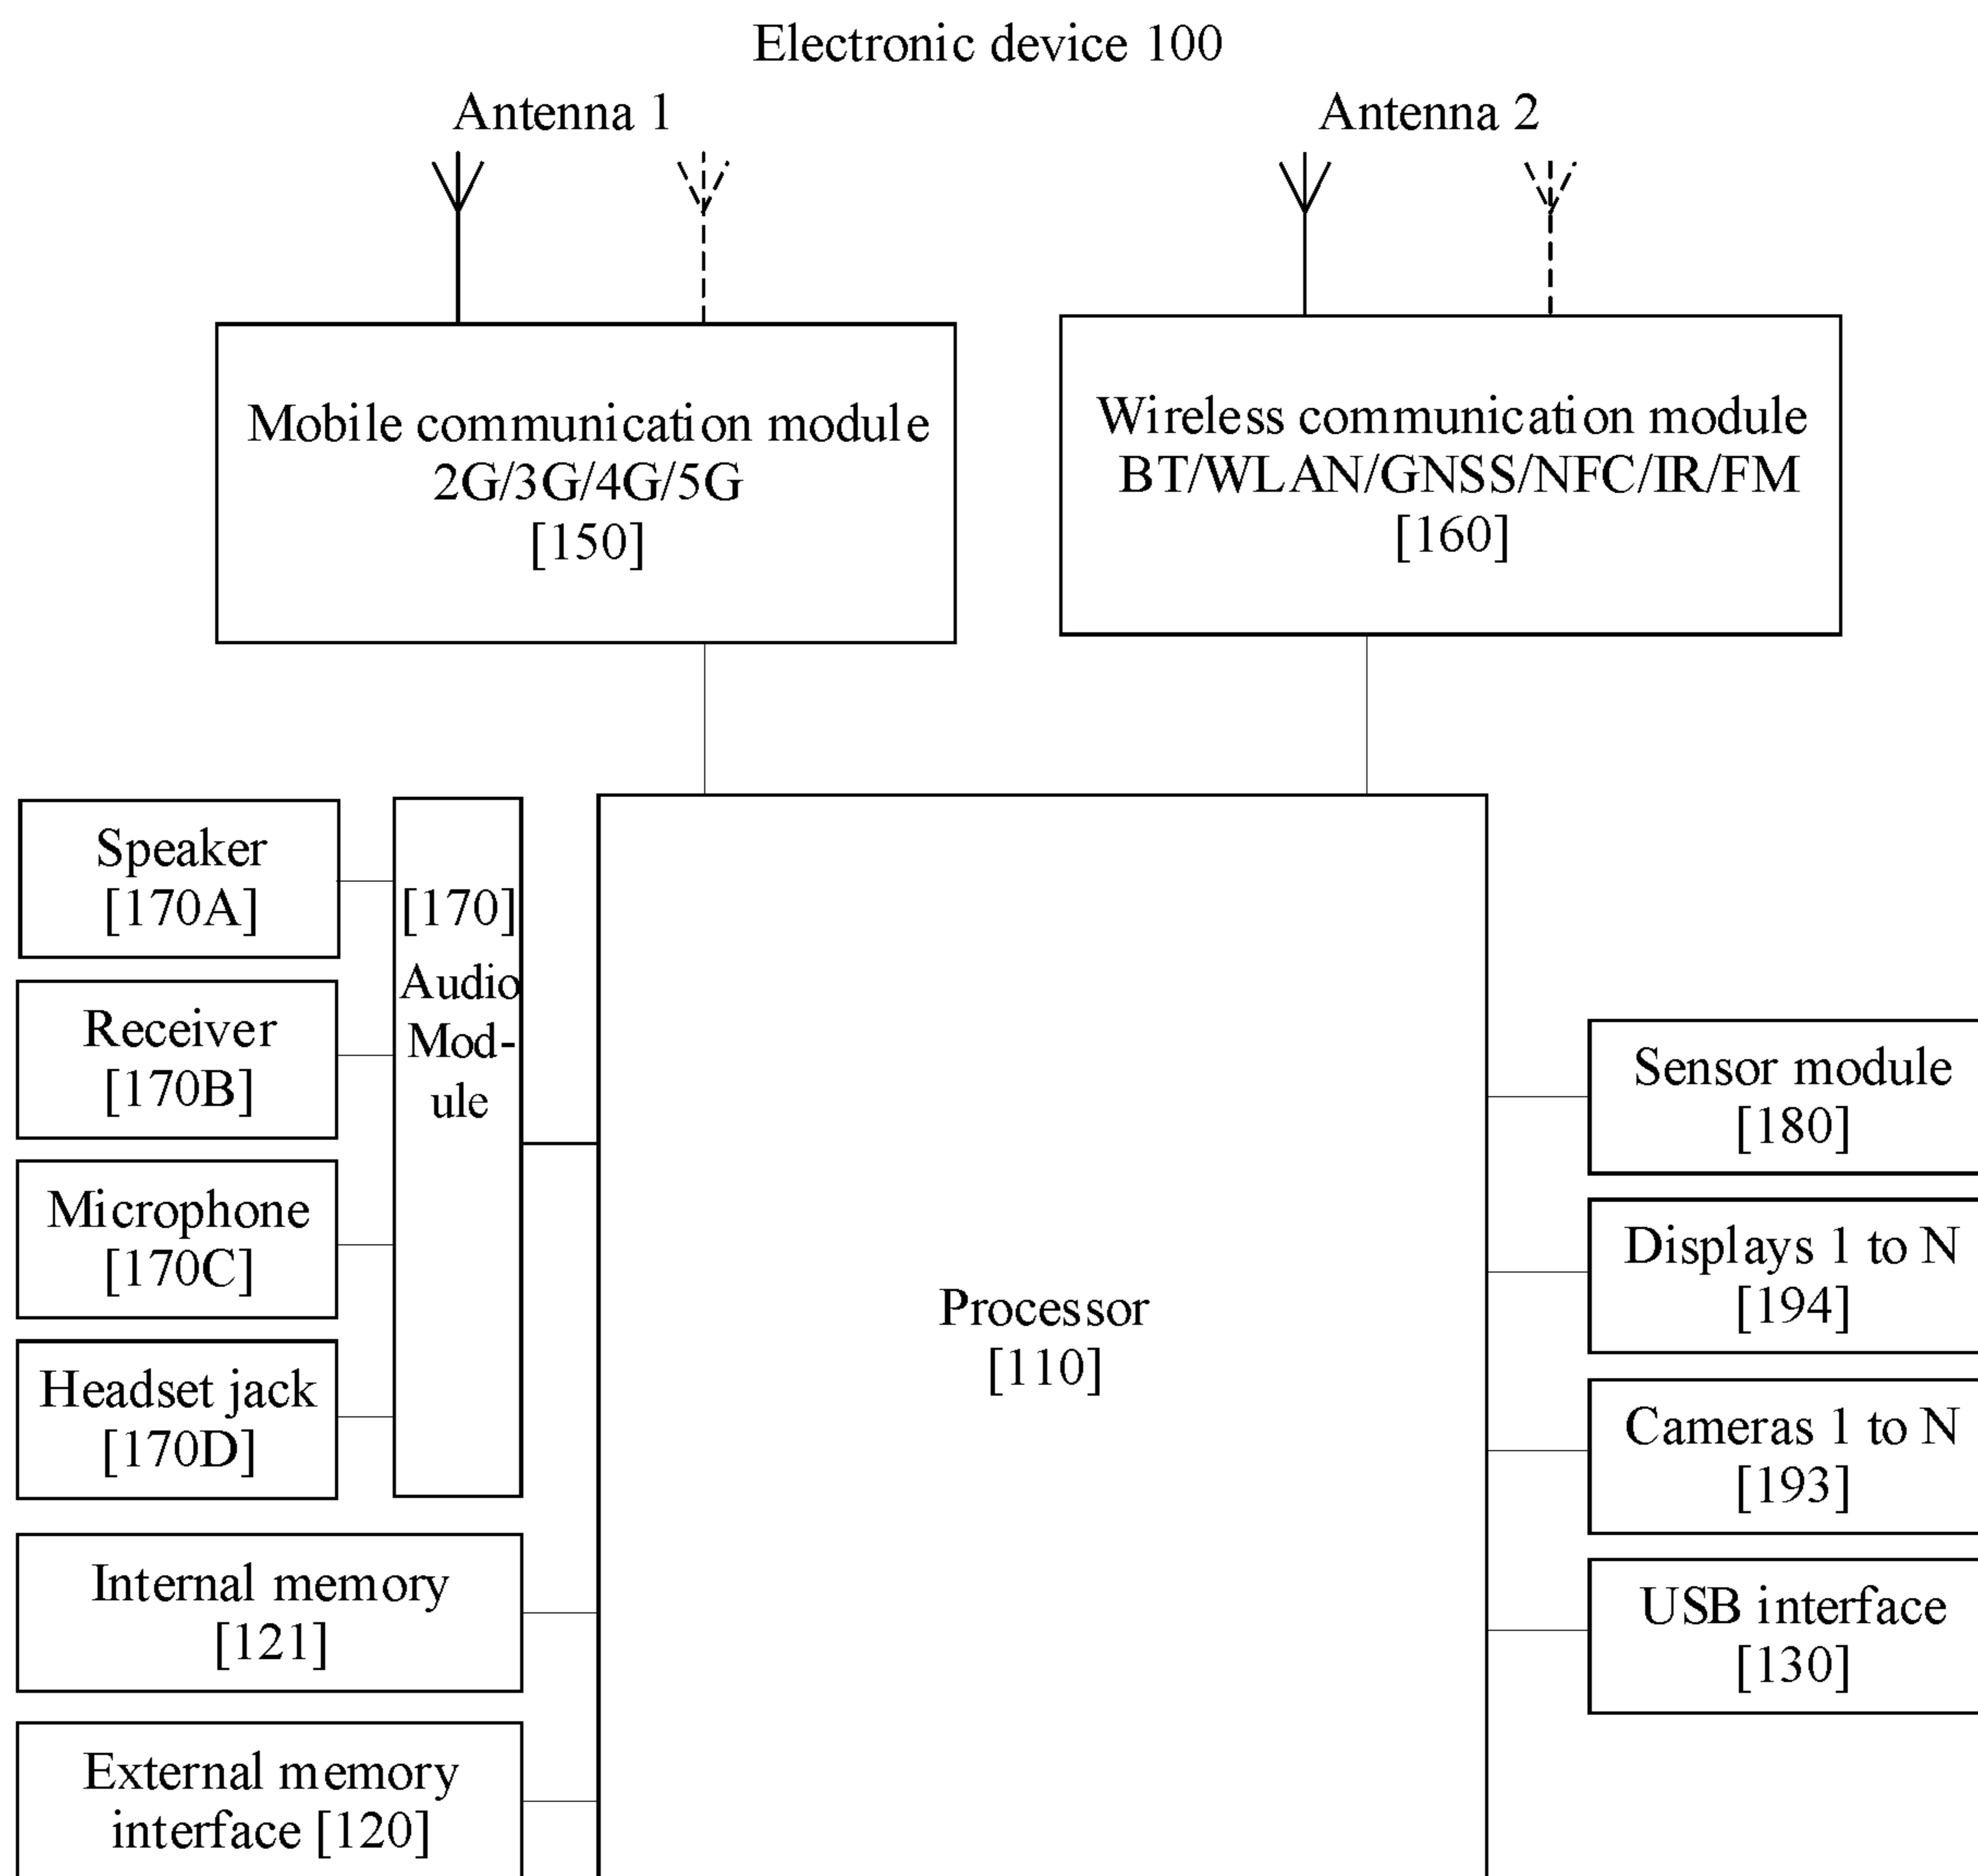 Electronic device 100
Antenna 1
Antenna 2
Mobile communication module
2G/3G/4G/5G
[150]
Wireless communication module
BT/WLAN/GNSS/NFC/IR/FM
[160]
Speaker
[170A]
Receiver
[170B]
Microphone
[170C]
Headset jack
[170D]
[170]
Audio
Mod-
ule
Internal memory
[121]
External memory
interface [120]
Processor
[110]
Sensor module
[180]
Displays 1 to N
[194]
Cameras 1 to N
[193]
USB interface
[130]